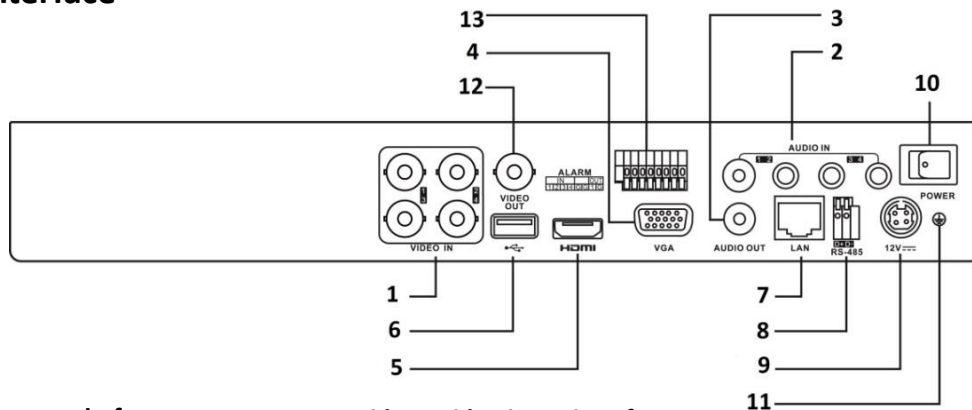 13
3
4
2
12
10
AUDIO IN
1 2
3 4
ALARM
IN OUT
VIDEO OUT
POWER
VIDEO IN
HDMI
VGA
AUDIO OUT
LAN
D+ D-
RS-485
12V
1
7
6
8
5
9
11